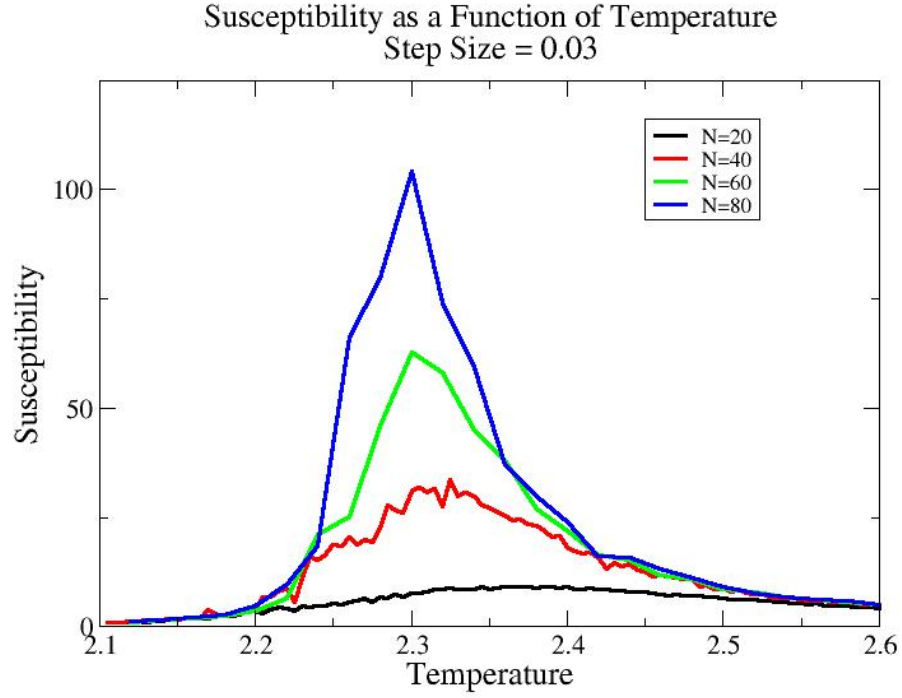 Susceptibility as a Function of Temperature
Step Size = 0.03
N=20
N=40
N=60
N=80
100
50
0
Susceptibility
2.1 2.2 2.3 2.4 2.5 2.6
Temperature